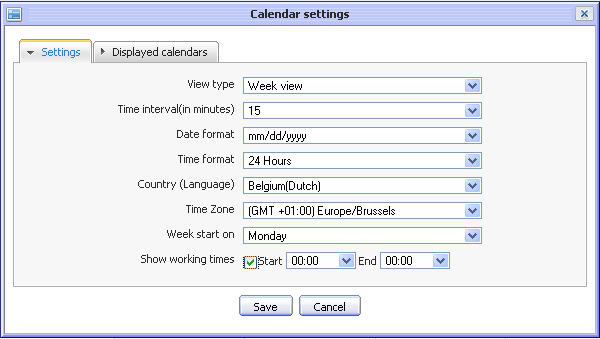 Calendar settings
Settings Displayed calendars
View type Week view
Time interval(in minutes) 15
Date format mm/dd/yyyy
Time format 24 Hours
Country (Language) Belgium(Dutch)
Time Zone (GMT +01:00) Europe/Brussels
Week start on Monday
Show working times Start 00:00 End 00:00
Save Cancel